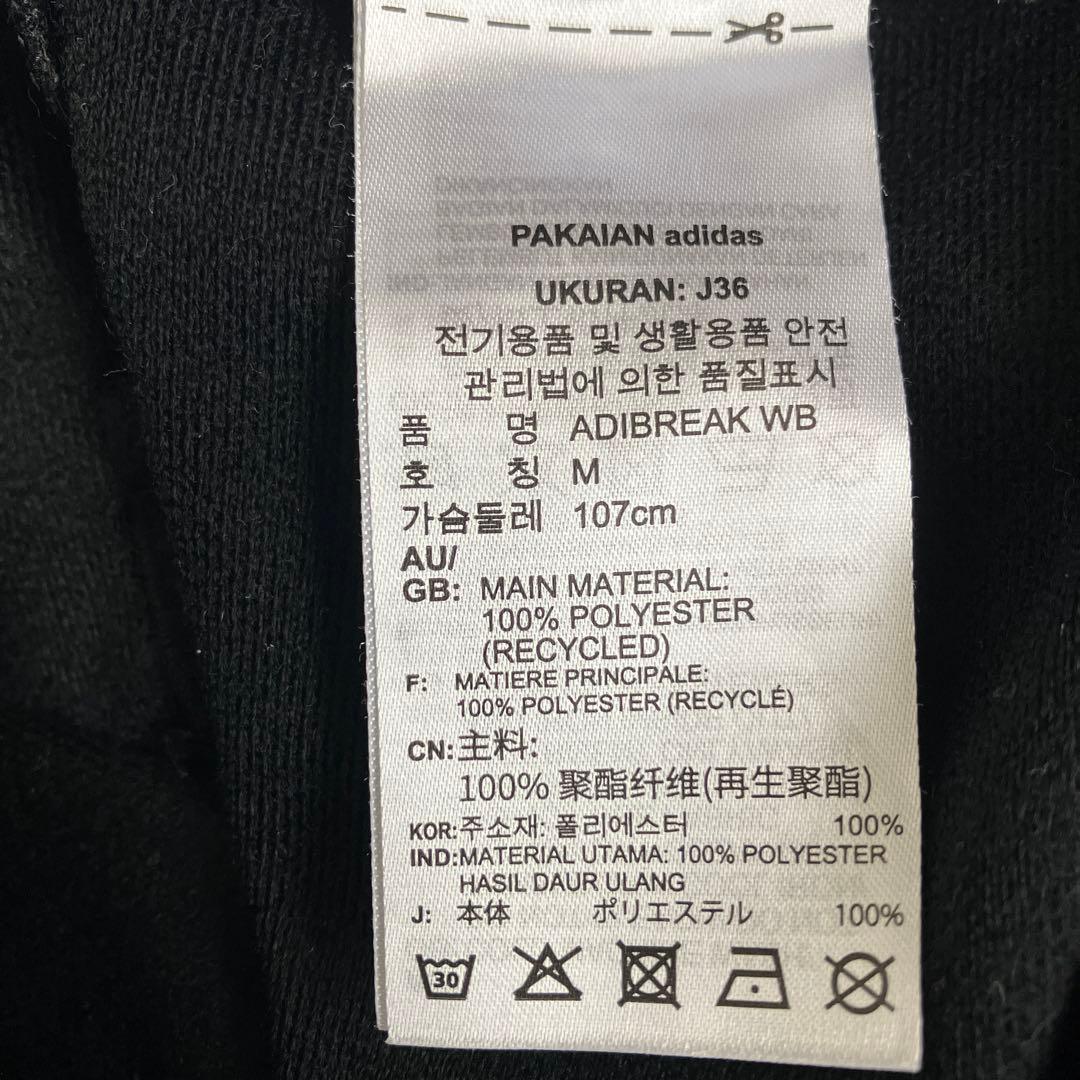 PAKAIAN adidas
UKURAN: J36
전기용품 및 생활용품 안전
관리법에 의한 품질표시
품 명 ADIBREAK WB
호 칭 M
가슴둘레 107cm
AU/
GB: MAIN MATERIAL:
100% POLYESTER
(RECYCLED)
F: MATIERE PRINCIPALE:
100% POLYESTER (RECYCLÉ)
CN: 主料:
100% 聚酯纤维(再生聚酯)
KOR: 주소재: 폴리에스터 100%
IND: MATERIAL UTAMA: 100% POLYESTER
HASIL DAUR ULANG
J: 本体 ポリエステル 100%
30